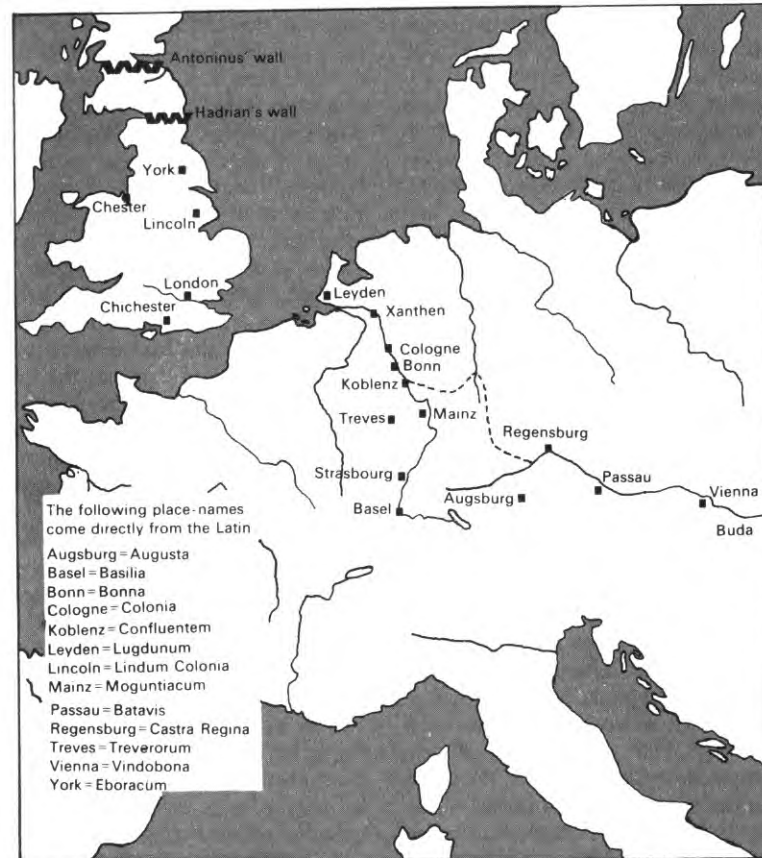 Antoninus' wall
Hadrian's wall
York
Chester
Lincoln
London
Chichester
Leyden
Xanthen
Cologne
Bonn
Koblenz
Treves
Mainz
Regensburg
Strasbourg
Passau
Augsburg
Vienna
Basel
Buda
The following place-names
come directly from the Latin
Augsburg=Augusta
Basel=Basilia
Bonn=Bonna
Cologne=Colonia
Koblenz=Confluentem
Leyden=Lugdunum
Lincoln=Lindum Colonia
Mainz=Moguntiacum
Passau=Batavis
Regensburg=Castra Regina
Treves=Treverorum
Vienna=Vindobona
York=Eboracum